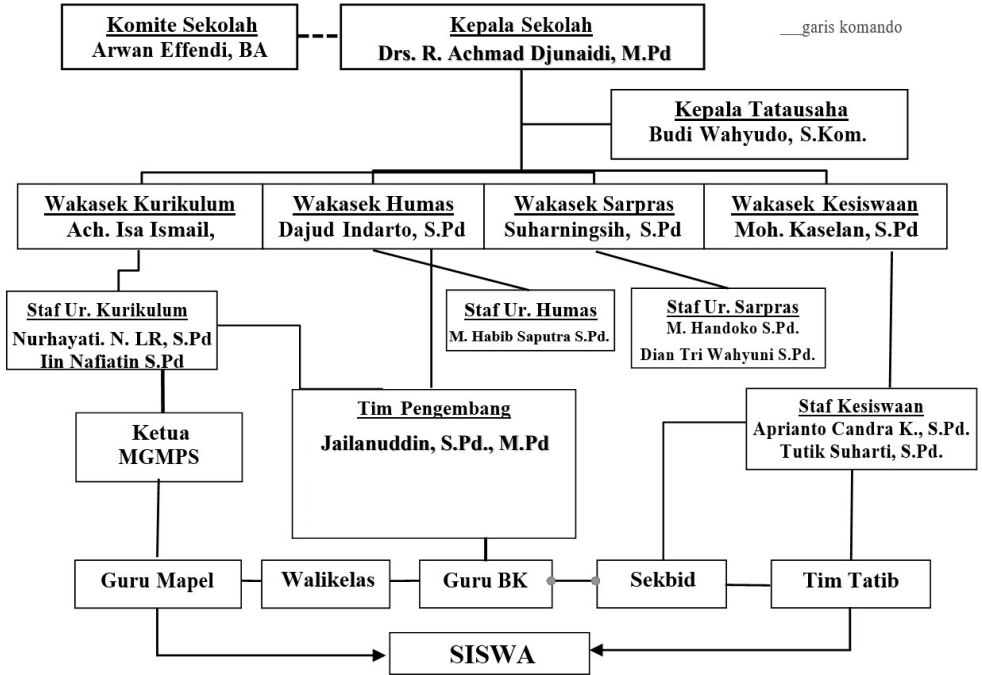 Komite Sekolah
Arwan Effendi, BA
Kepala Sekolah
Drs. R. Achmad Djunaidi, M.Pd
___garis komando
Kepala Tatausaha
Budi Wahyudo, S.Kom.
Wakasek Kurikulum
Ach. Isa Ismail,
Wakasek Humas
Dajud Indarto, S.Pd
Wakasek Sarpras
Suharningsih, S.Pd
Wakasek Kesiswaan
Moh. Kaselan, S.Pd
Staf Ur. Kurikulum
Nurhayati. N. LR, S.Pd
Iin Nafiatin S.Pd
Staf Ur. Humas
M. Habib Saputra S.Pd.
Staf Ur. Sarpras
M. Handoko S.Pd.
Dian Tri Wahyuni S.Pd.
Ketua
MGMPS
Tim Pengembang
Jailanuddin, S.Pd., M.Pd
Staf Kesiswaan
Aprianto Candra K., S.Pd.
Tutik Suharti, S.Pd.
Guru Mapel
Walikelas
Guru BK
Sekbid
Tim Tatib
SISWA